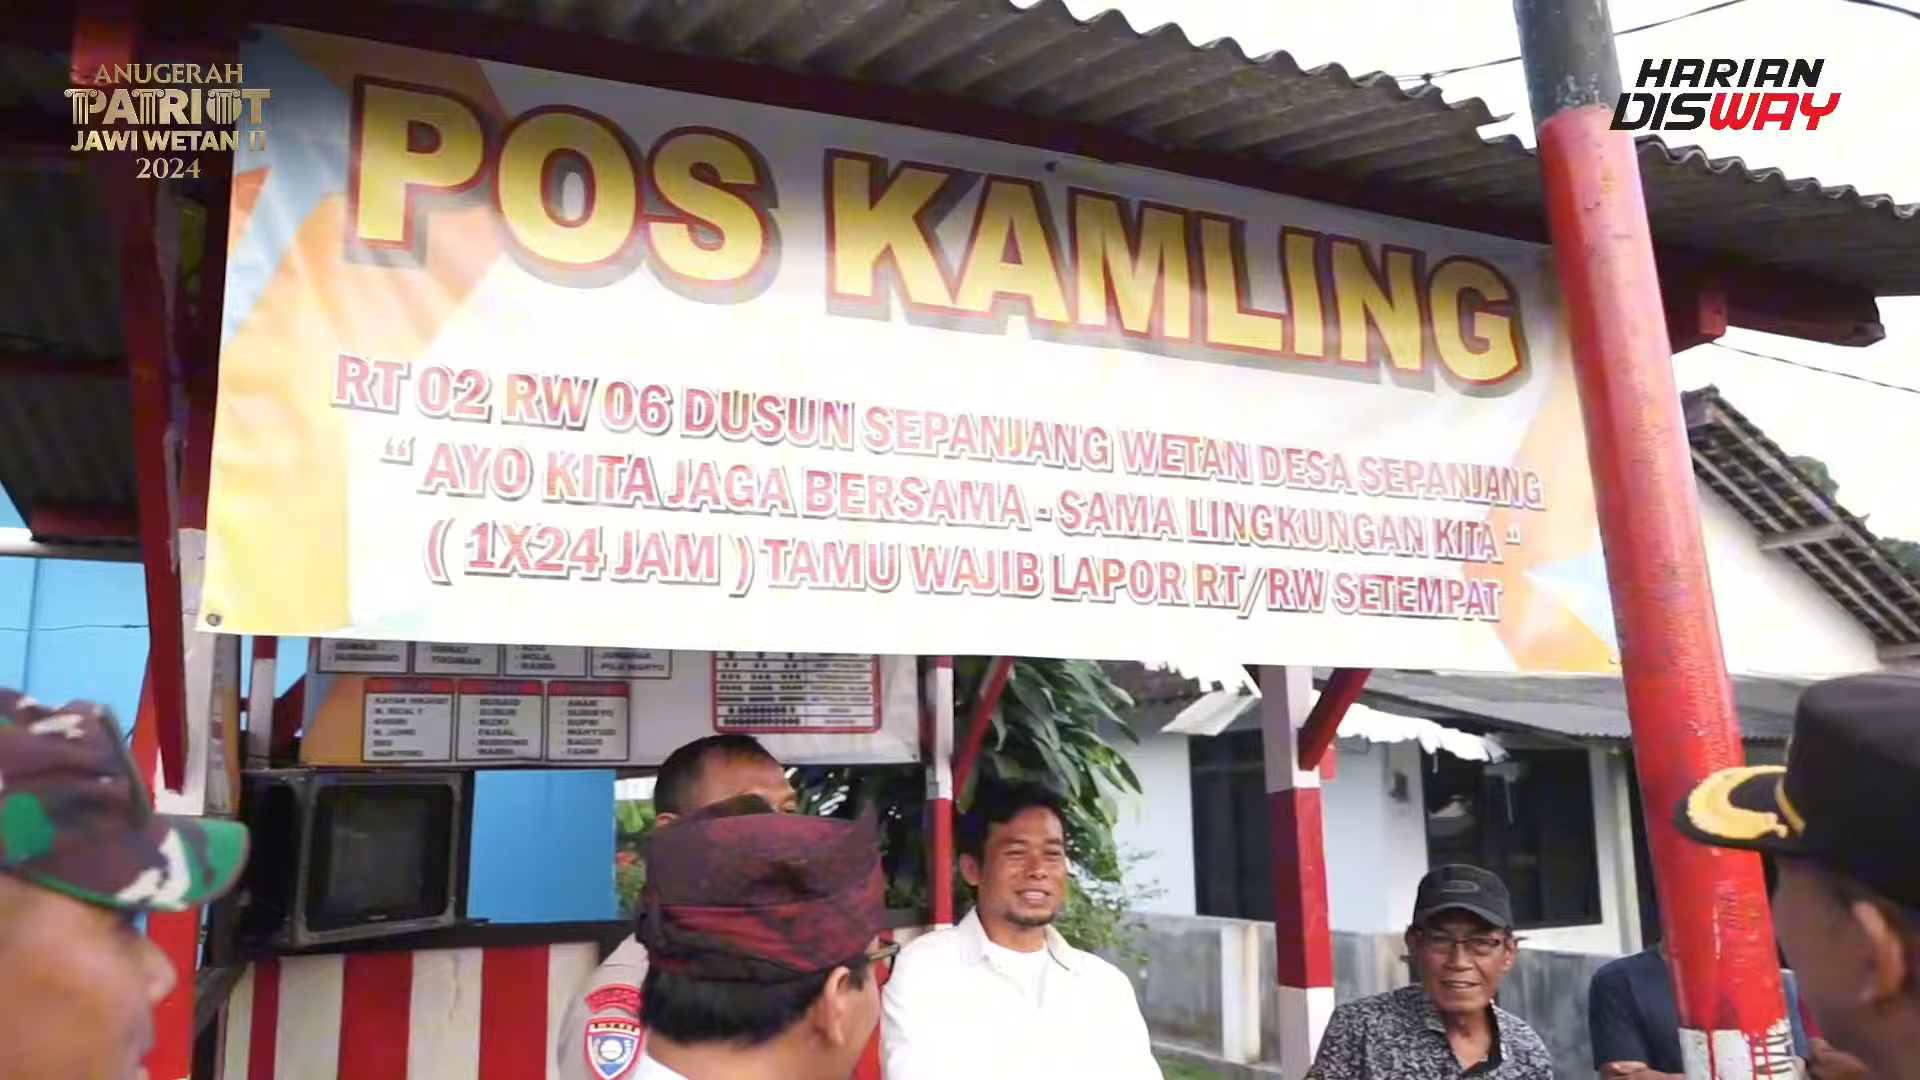 ANUGERAH
PATRIOT
JAWI WETAN II
2024
HARIAN
DISWAY
POS KAMLING
RT 02 RW 06 DUSUN SEPANJANG WETAN DESA SEPANJANG
“ AYO KITA JAGA BERSAMA - SAMA LINGKUNGAN KITA “
( 1X24 JAM ) TAMU WAJIB LAPOR RT/RW SETEMPAT